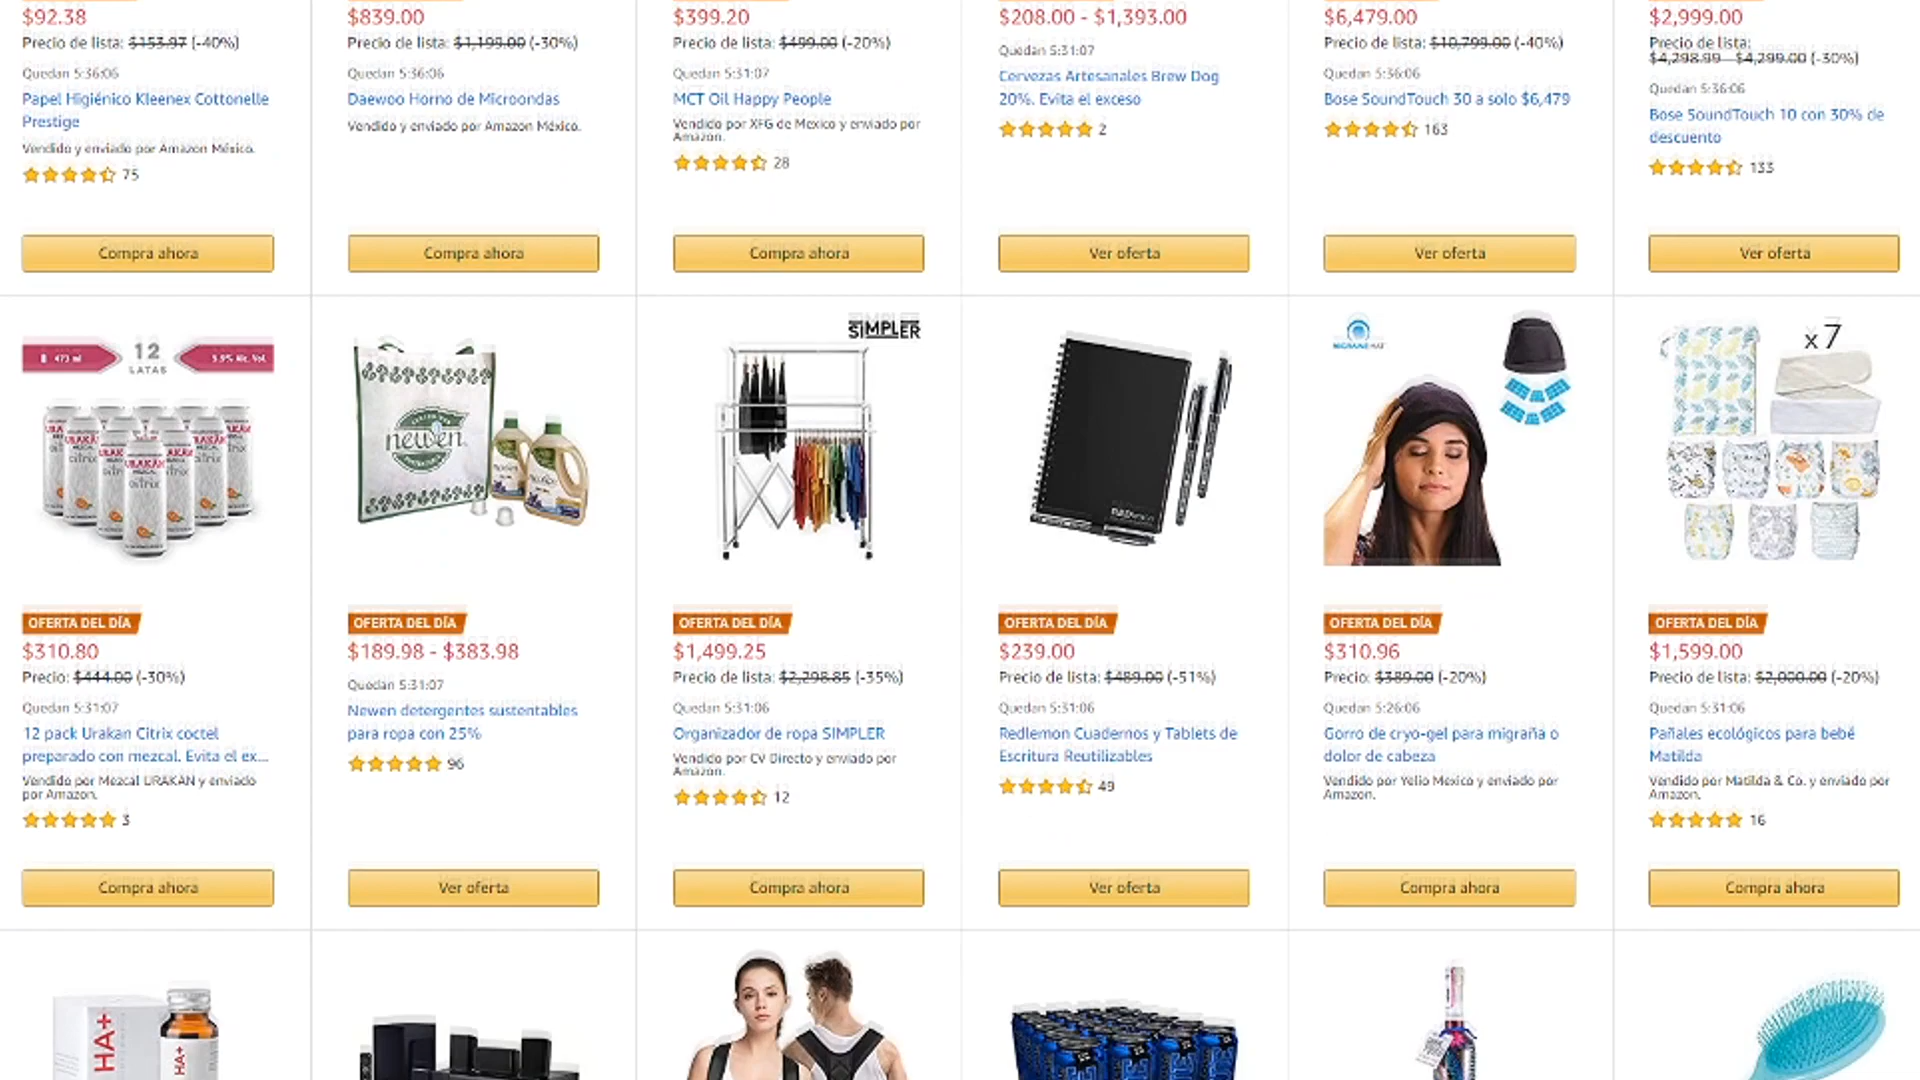 $92.38
Precio de lista: $153.97 (-40%)
Quedan 5:36:06
Papel Higiénico Kleenex Cottonelle
Prestige
Vendido y enviado por Amazon México.
75
Compra ahora
$839.00
Precio de lista: $1,199.00 (-30%)
Quedan 5:36:06
Daewoo Horno de Microondas
Vendido y enviado por Amazon México.
Compra ahora
$399.20
Precio de lista: $499.00 (-20%)
Quedan 5:31:07
MCT Oil Happy People
Vendido por XFG de Mexico y enviado por
Amazon.
28
Compra ahora
$208.00 - $1,393.00
Quedan 5:31:07
Cervezas Artesanales Brew Dog
20%. Evita el exceso
2
Ver oferta
$6,479.00
Precio de lista: $10,799.00 (-40%)
Quedan 5:36:06
Bose SoundTouch 30 a solo $6,479
163
Ver oferta
$2,999.00
Precio de lista:
$4,298.99 - $4,299.00 (-30%)
Quedan 5:36:06
Bose SoundTouch 10 con 30% de
descuento
133
Ver oferta
473 ml
12
LATAS
5.9% Alc. Vol.
URAKÁN
MEZCAL
citrix
OFERTA DEL DÍA
$310.80
Precio: $444.00 (-30%)
Quedan 5:31:07
12 pack Urakan Citrix coctel
preparado con mezcal. Evita el ex...
Vendido por Mezcal URAKAN y enviado
por Amazon.
3
Compra ahora
newen
OFERTA DEL DÍA
$189.98 - $383.98
Quedan 5:31:07
Newen detergentes sustentables
para ropa con 25%
96
Ver oferta
SIMPLER
OFERTA DEL DÍA
$1,499.25
Precio de lista: $2,298.85 (-35%)
Quedan 5:31:06
Organizador de ropa SIMPLER
Vendido por CV Directo y enviado por
Amazon.
12
Compra ahora
OFERTA DEL DÍA
$239.00
Precio de lista: $489.00 (-51%)
Quedan 5:31:06
Redlemon Cuadernos y Tablets de
Escritura Reutilizables
49
Ver oferta
MIGRAINE HAT
OFERTA DEL DÍA
$310.96
Precio: $389.00 (-20%)
Quedan 5:26:06
Gorro de cryo-gel para migraña o
dolor de cabeza
Vendido por Yelio Mexico y enviado por
Amazon.
Compra ahora
x 7
OFERTA DEL DÍA
$1,599.00
Precio de lista: $2,000.00 (-20%)
Quedan 5:31:06
Pañales ecológicos para bebé
Matilda
Vendido por Matilda & Co. y enviado por
Amazon.
16
Compra ahora
HA+
HA+